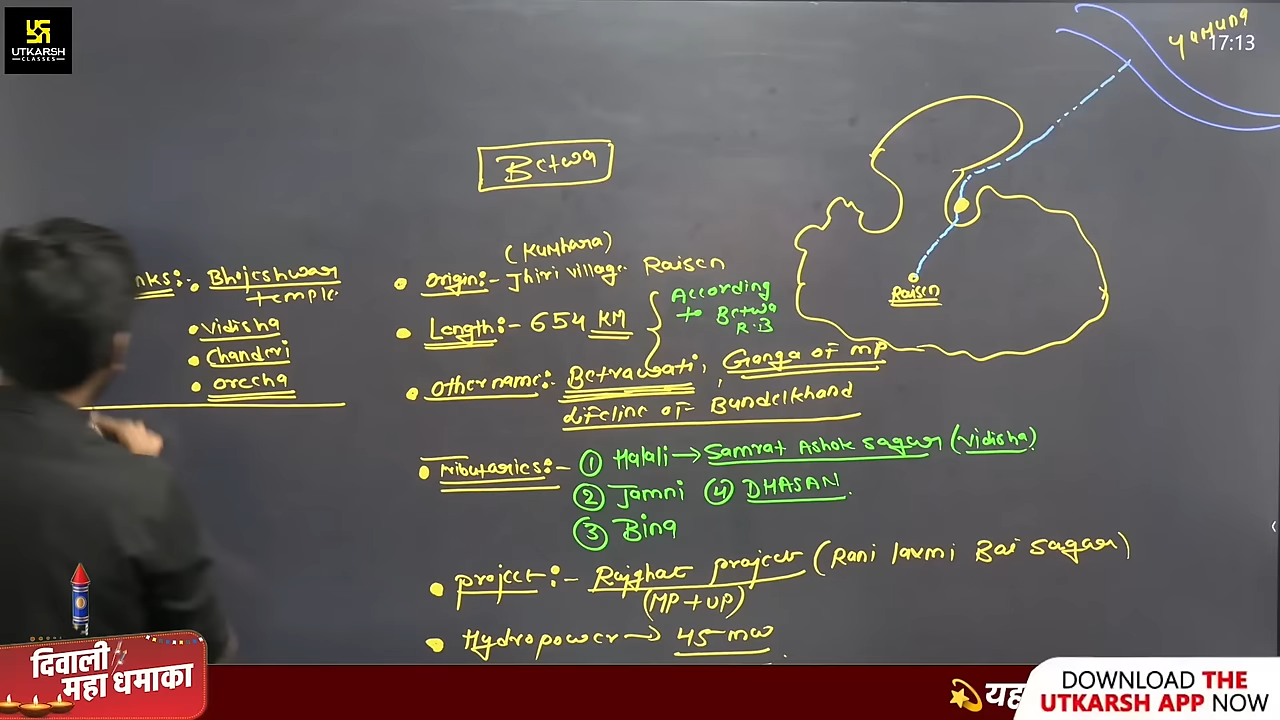 UTKARSH
CLASSES
Yamuna
17:13
Betwa
(Kumhara)
nks:- Bhojeshwar
temple
• Vidisha
• Chanderi
• Orccha
• Origin:- Jhiri village Raisen
• Length:- 654 KM
According
to Betwa
R.B
• Other name:- Betrawati, Ganga of MP
Lifeline of Bundelkhand
Raisen
• Tributaries:- ① Halali → Samrat Ashok Sagar (Vidisha)
② Jamni ④ DHASAN
③ Bina
• Project:- Rajghat project (Rani laxmi Bai Sagar)
(MP + UP)
• Hydropower → 45 mw
दिवाली
महा धमाका
यह
DOWNLOAD THE
UTKARSH APP NOW